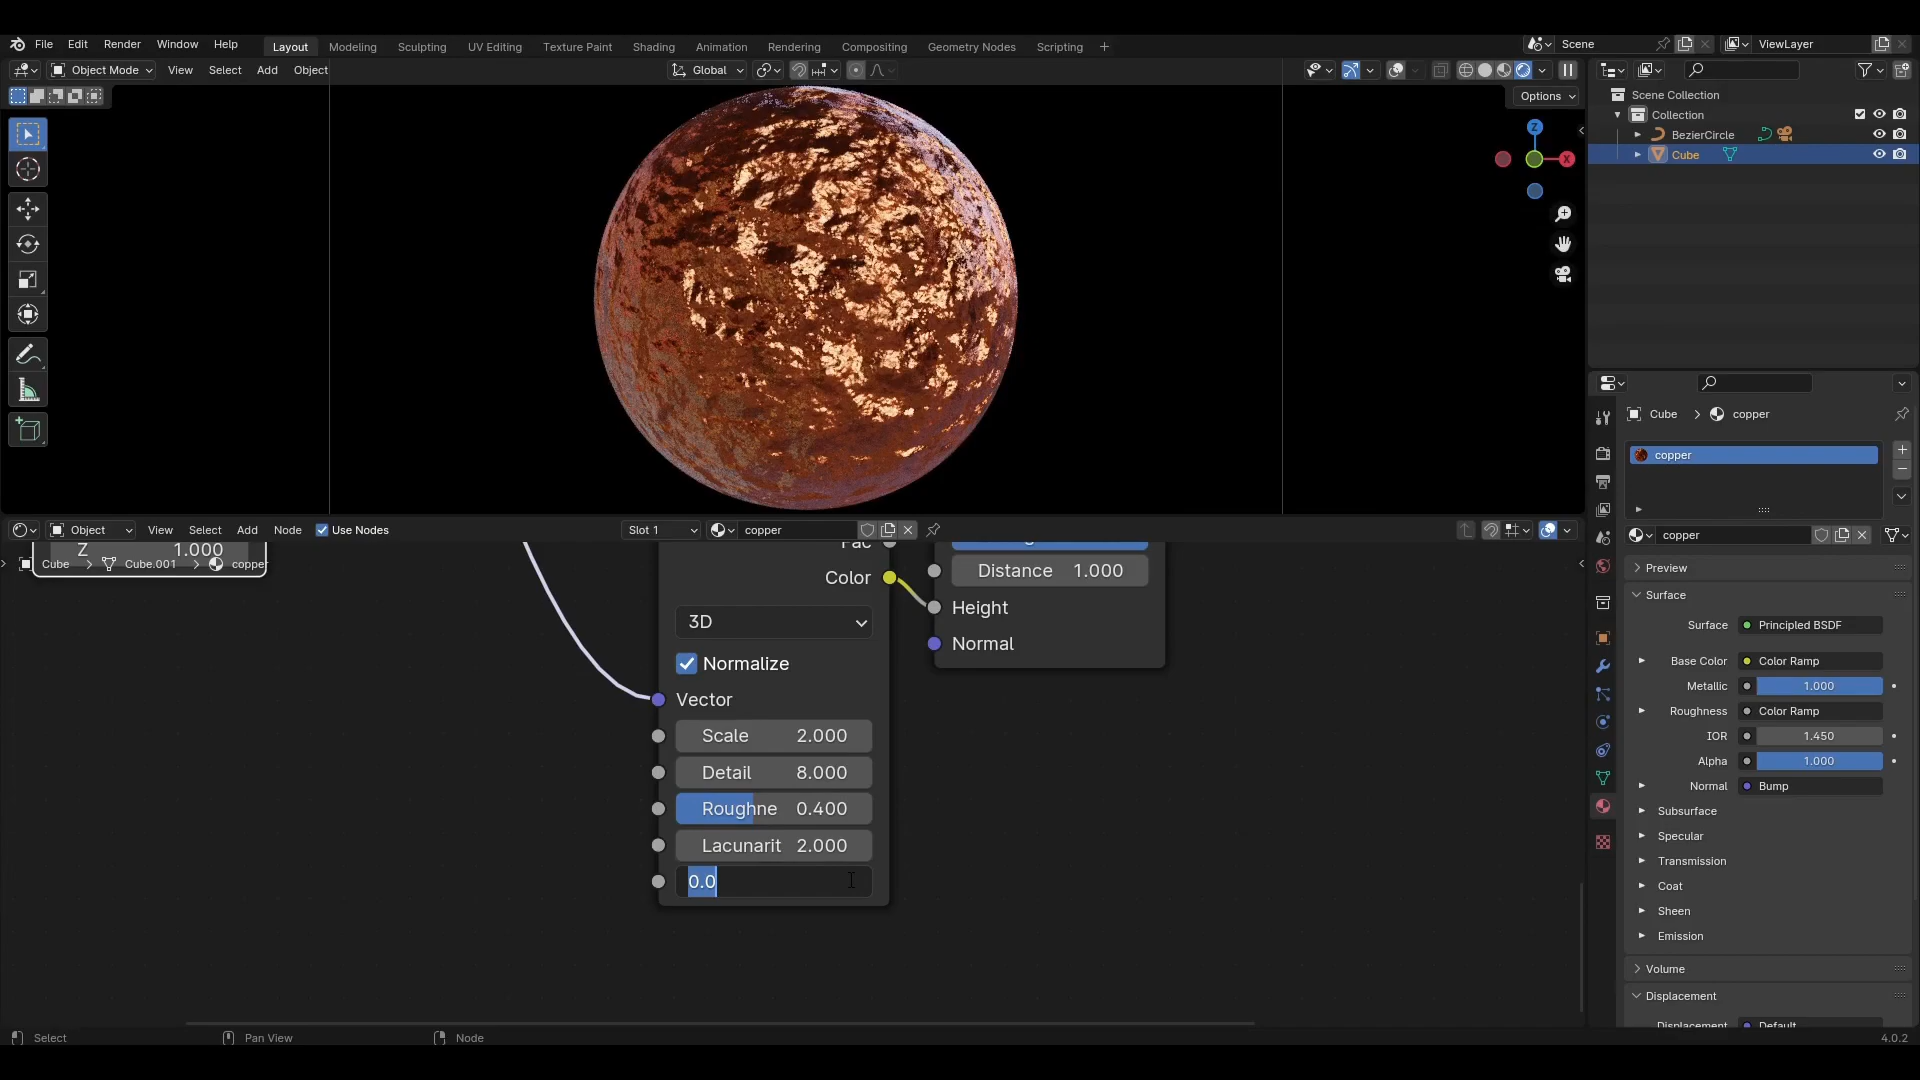 File Edit Render Window Help Layout Modeling Sculpting UV Editing Texture Paint Shading Animation Rendering Compositing Geometry Nodes Scripting + Scene ViewLayer
Object Mode View Select Add Object Global
Options
Z
X
Scene Collection
Collection
BezierCircle
Cube
Cube > copper
copper
Object View Select Add Node Use Nodes Slot 1 copper
copper
Z 1.000
Cube > Cube.001 > copper
Fac
Color
3D
Normalize
Vector
Scale 2.000
Detail 8.000
Roughne 0.400
Lacunarit 2.000
0.0
Distance 1.000
Height
Normal
Preview
Surface
Surface Principled BSDF
Base Color Color Ramp
Metallic 1.000
Roughness Color Ramp
IOR 1.450
Alpha 1.000
Normal Bump
Subsurface
Specular
Transmission
Coat
Sheen
Emission
Volume
Displacement
Displacement Default
Select Pan View Node 4.0.2